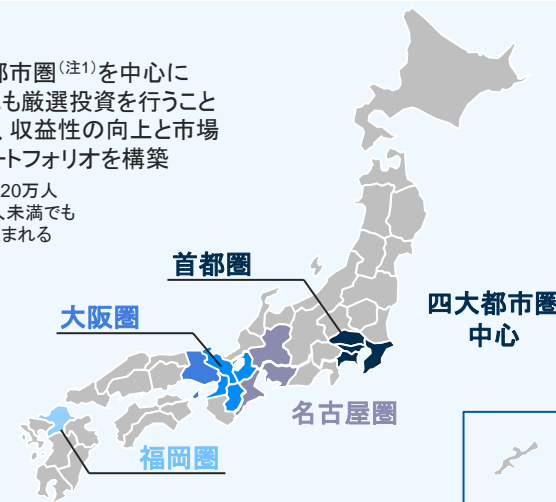 都市圏(注1)を中心に
も厳選投資を行うこと
、収益性の向上と市場
ートフォリオを構築
20万人
人未満でも
まれる
首都圏
大阪圏
四大都市圏
中心
名古屋圏
福岡圏